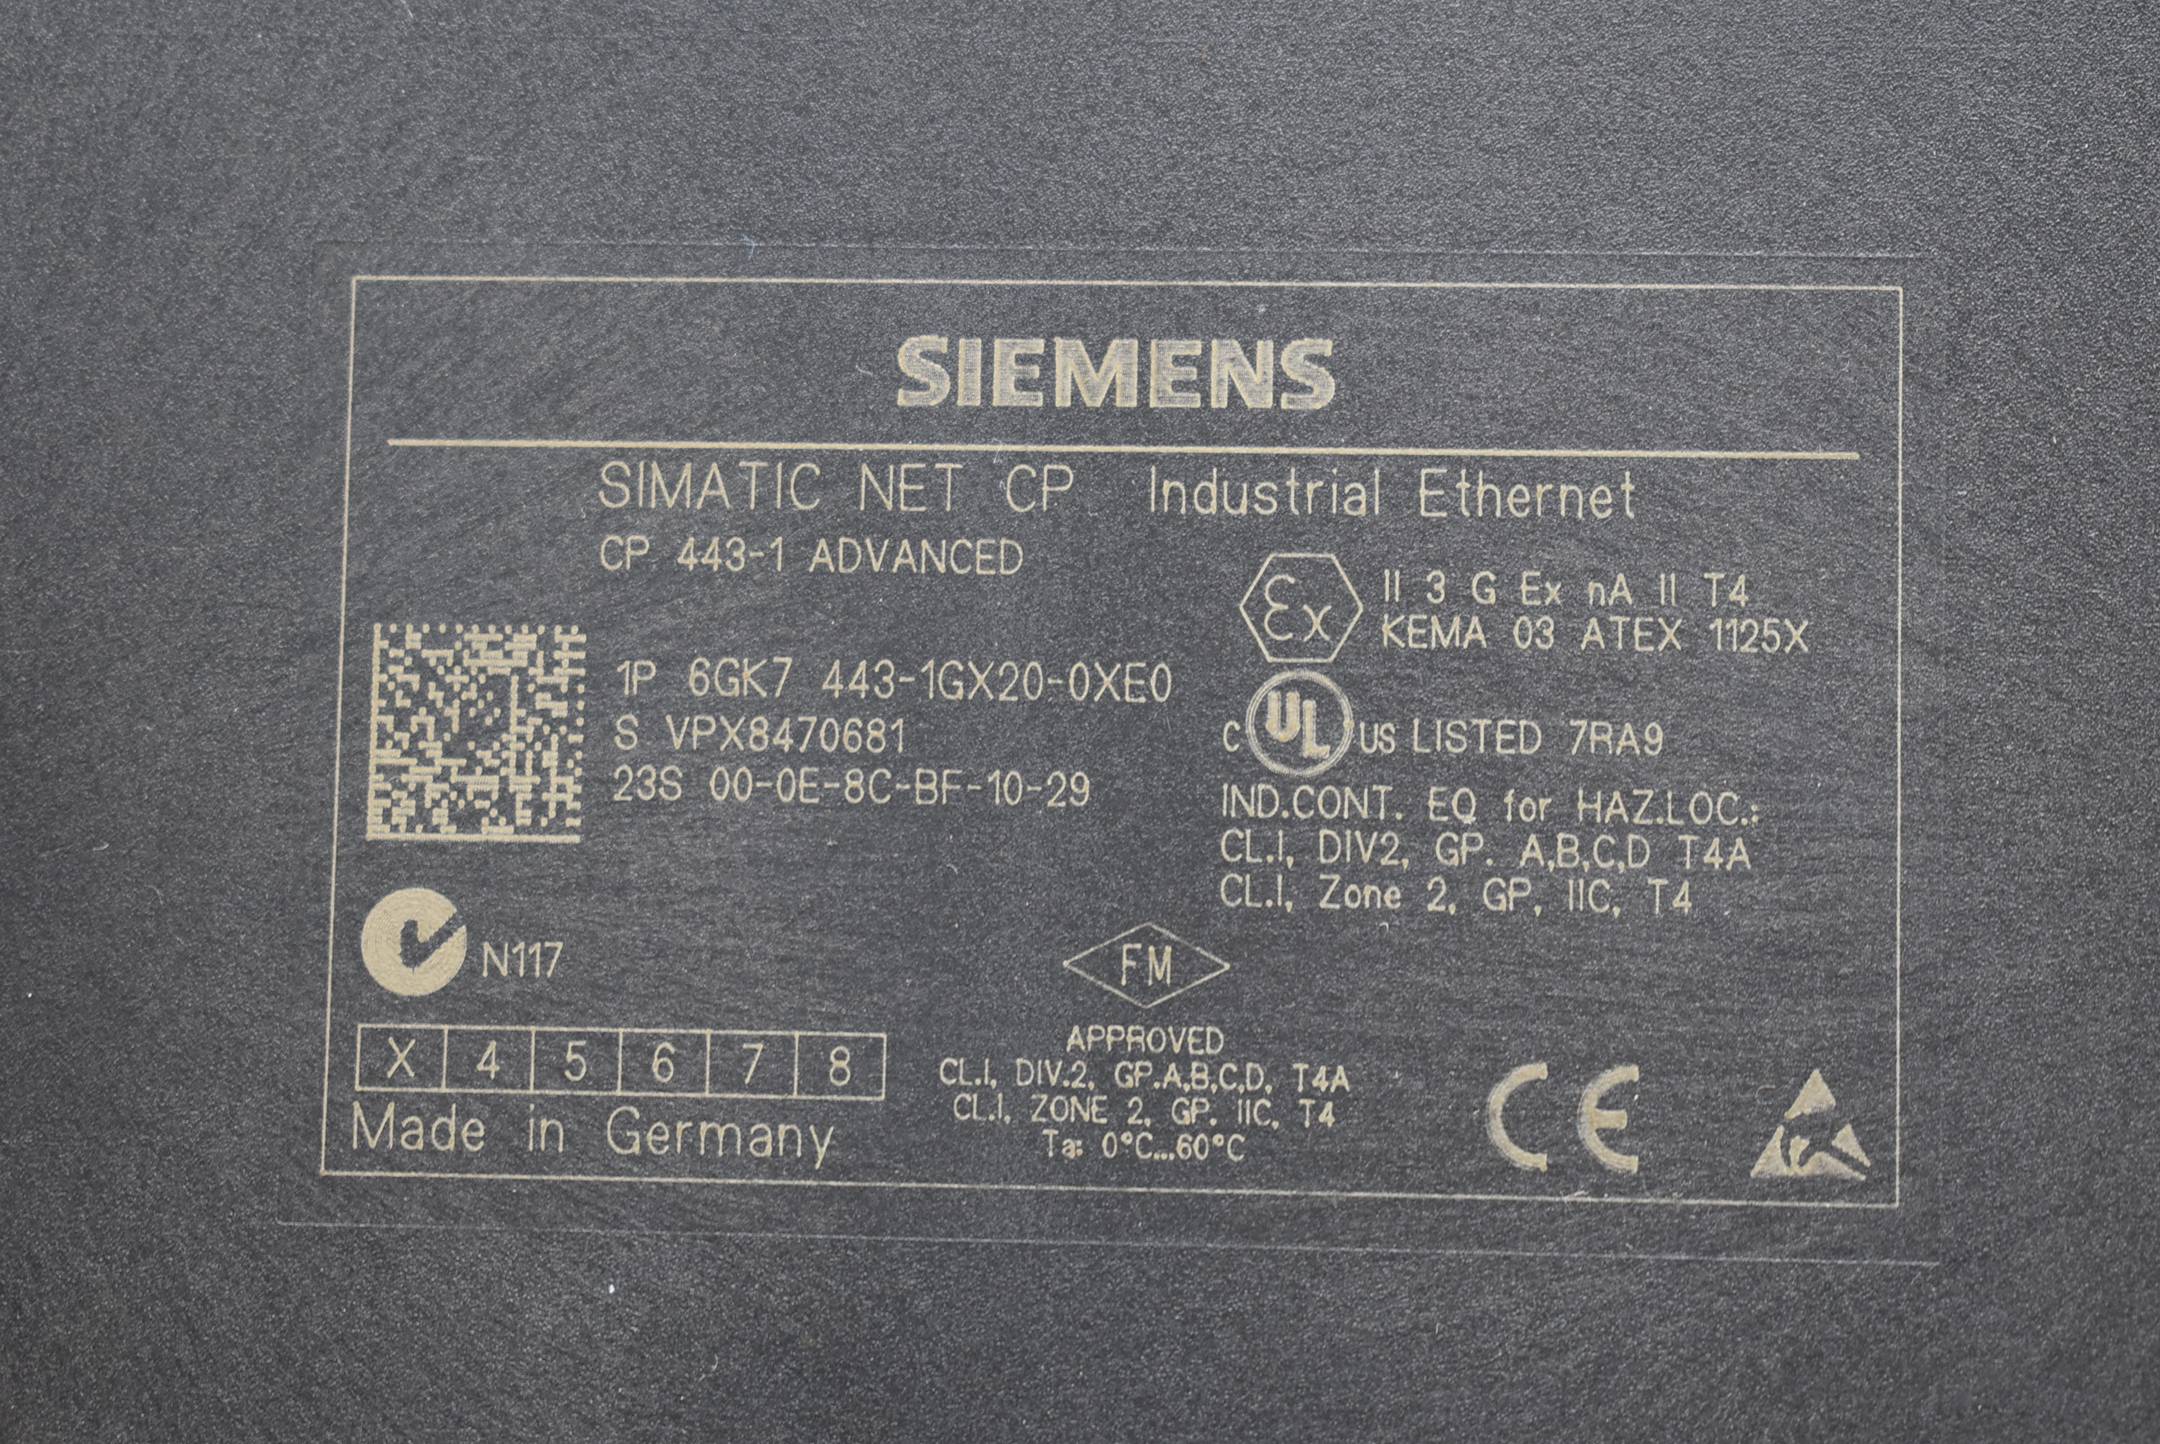 SIEMENS
SIMATIC NET CP Industrial Ethernet
CP 443-1 ADVANCED
Ex II 3 G Ex nA II T4
KEMA 03 ATEX 1125X
1P 6GK7 443-1GX20-0XE0
S VPX8470681
23S 00-0E-8C-BF-10-29
c UL US LISTED 7RA9
IND.CONT. EQ for HAZ.LOC.:
CL.I, DIV2, GP. A,B,C,D T4A
CL.I, Zone 2, GP, IIC, T4
N117
FM
APPROVED
CL.I, DIV.2, GP.A,B,C,D, T4A
CL.I, ZONE 2, GP. IIC, T4
Ta: 0°C...60°C
X 4 5 6 7 8
Made in Germany
CE